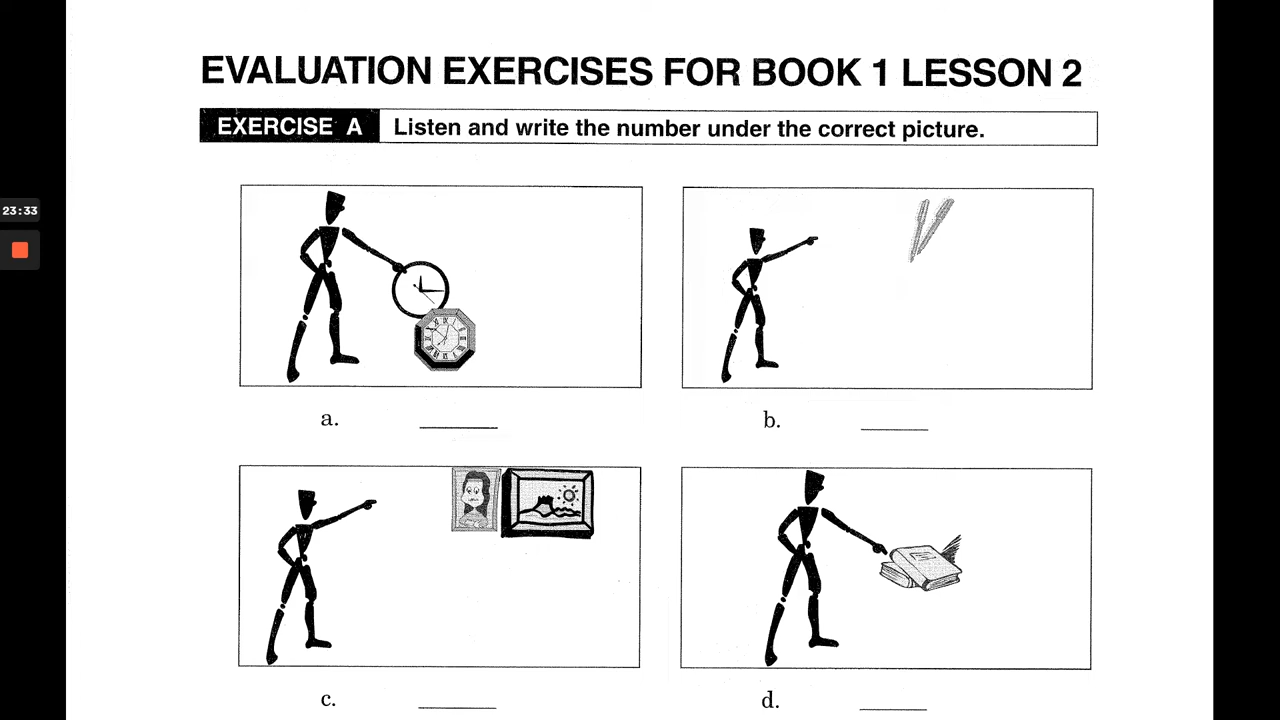 EVALUATION EXERCISES FOR BOOK 1 LESSON 2
EXERCISE A Listen and write the number under the correct picture.
23:33
a. b.
c. d.